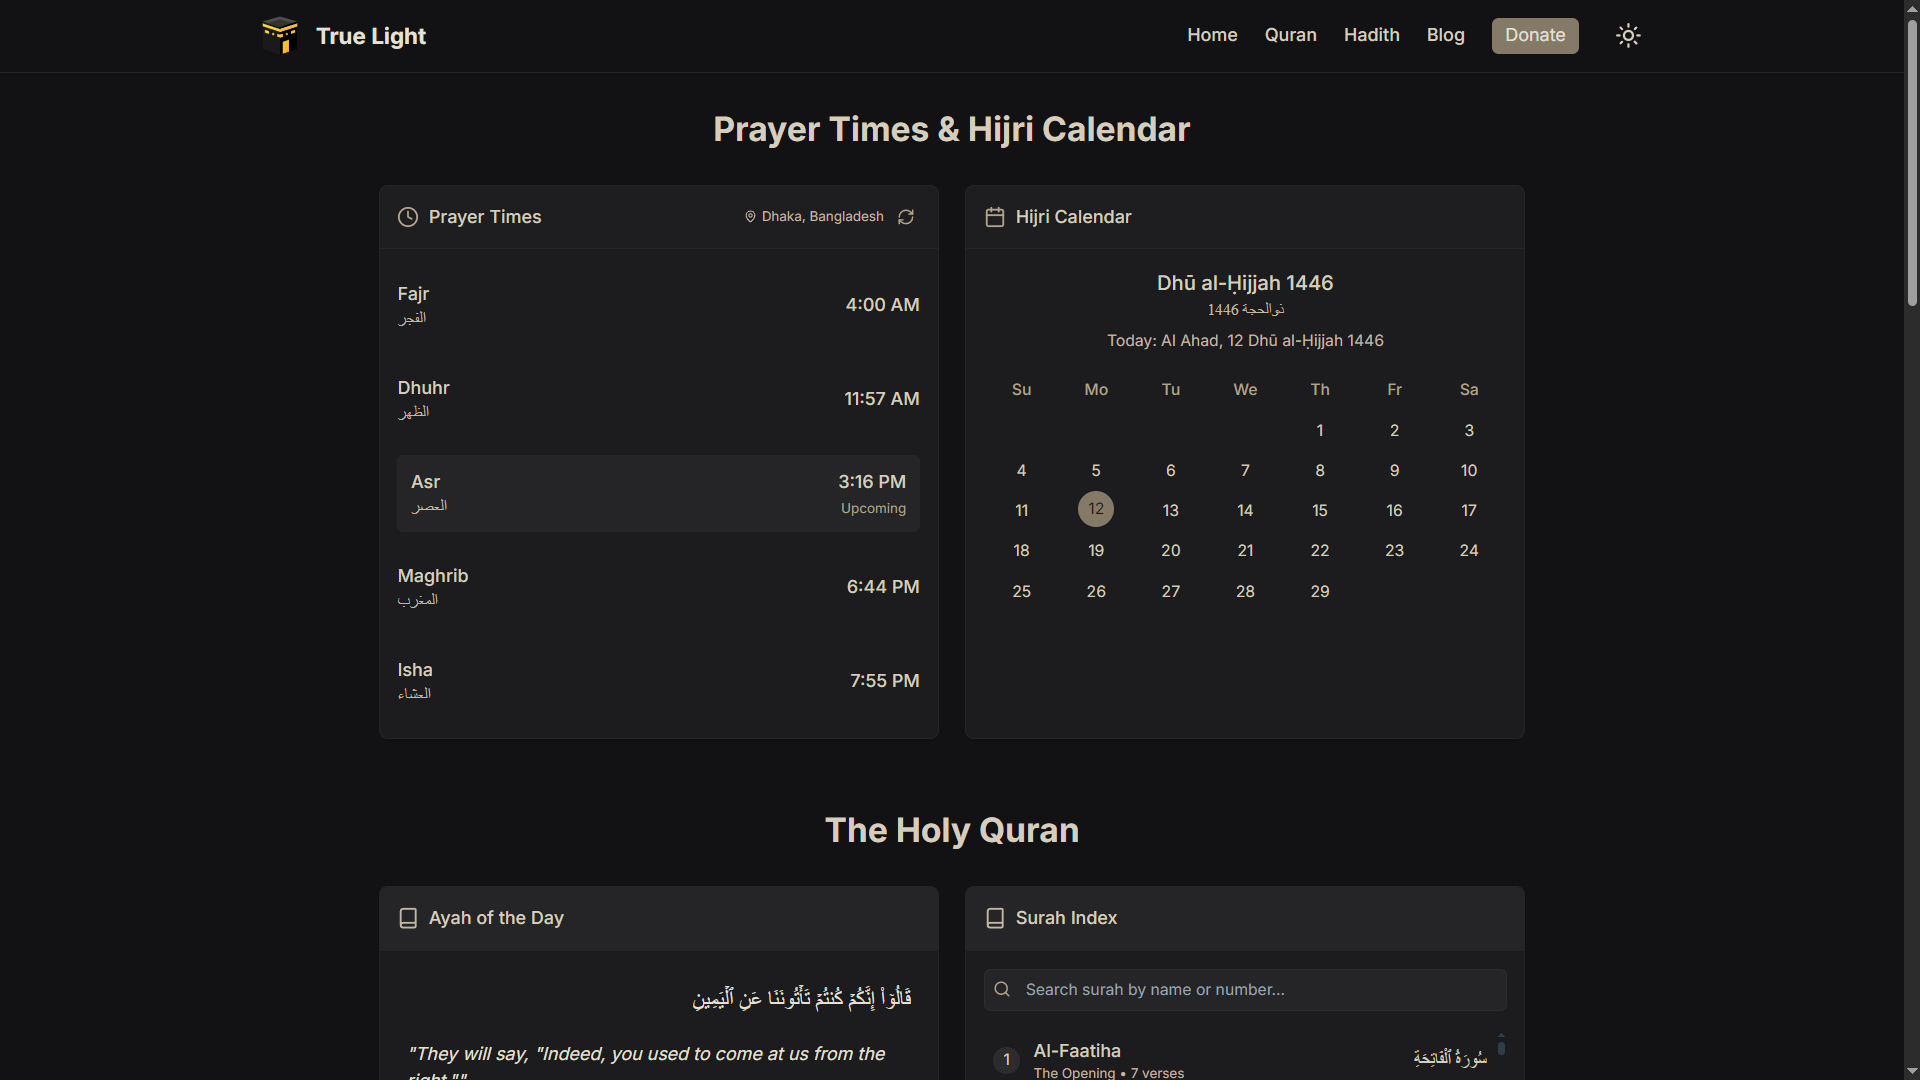 True Light
Home
Quran
Hadith
Blog
Donate
Prayer Times & Hijri Calendar
Prayer Times
Dhaka, Bangladesh
Fajr
الفجر
4:00 AM
Dhuhr
الظهر
11:57 AM
Asr
العصر
3:16 PM
Upcoming
Maghrib
المغرب
6:44 PM
Isha
العشاء
7:55 PM
Hijri Calendar
Dhū al-Ḥijjah 1446
ذوالحجة 1446
Today: Al Ahad, 12 Dhū al-Ḥijjah 1446
Su Mo Tu We Th Fr Sa
1 2 3
4 5 6 7 8 9 10
11 12 13 14 15 16 17
18 19 20 21 22 23 24
25 26 27 28 29
The Holy Quran
Ayah of the Day
قَالُوٓا۟ إِنَّكُمْ كُنتُمْ تَأْتُونَنَا عَنِ ٱلْيَمِينِ
"They will say, "Indeed, you used to come at us from the
right.""
Surah Index
Search surah by name or number...
1
Al-Faatiha
The Opening • 7 verses
سُورَةُ ٱلْفَاتِحَةِ